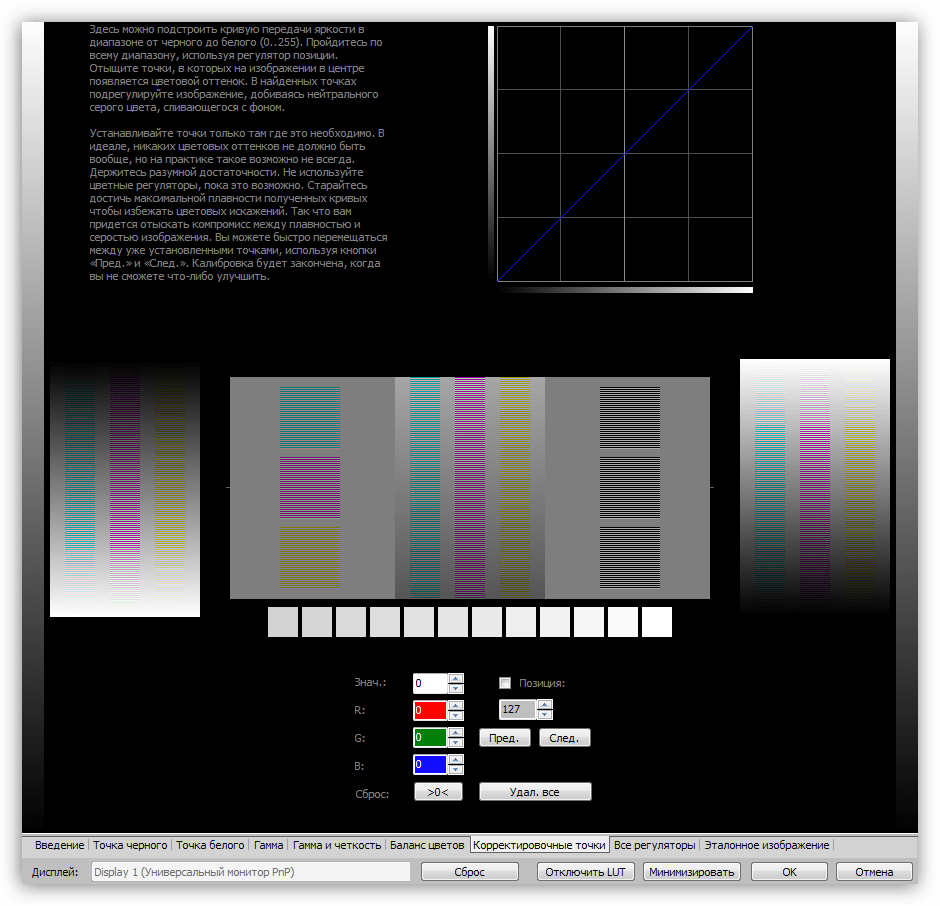 Здесь можно подстроить кривую передачи яркости в
диапазоне от черного до белого (0..255). Пройдитесь по
всему диапазону, используя регулятор позиции.
Отыщите точки, в которых на изображении в центре
появляется цветовой оттенок. В найденных точках
подрегулируйте изображение, добиваясь нейтрального
серого цвета, сливающегося с фоном.
Устанавливайте точки только там где это необходимо. В
идеале, никаких цветовых оттенков не должно быть
вообще, но на практике такое возможно не всегда.
Держитесь разумной достаточности. Не используйте
цветные регуляторы, пока это возможно. Старайтесь
достичь максимальной плавности полученных кривых
чтобы избежать цветовых искажений. Так что вам
придется отыскать компромисс между плавностью и
серостью изображения. Вы можете быстро перемещаться
между уже установленными точками, используя кнопки
«Пред.» и «След.». Калибровка будет закончена, когда
вы не сможете что-либо улучшить.
Знач.: 0 Позиция:
R: 0 127
G: 0 Пред. След.
B: 0
Сброс: >0< Удал. все
Введение Точка черного Точка белого Гамма Гамма и четкость Баланс цветов Корректировочные точки Все регуляторы Эталонное изображение
Дисплей: Display 1 (Универсальный монитор PnP) Сброс Отключить LUT Минимизировать OK Отмена